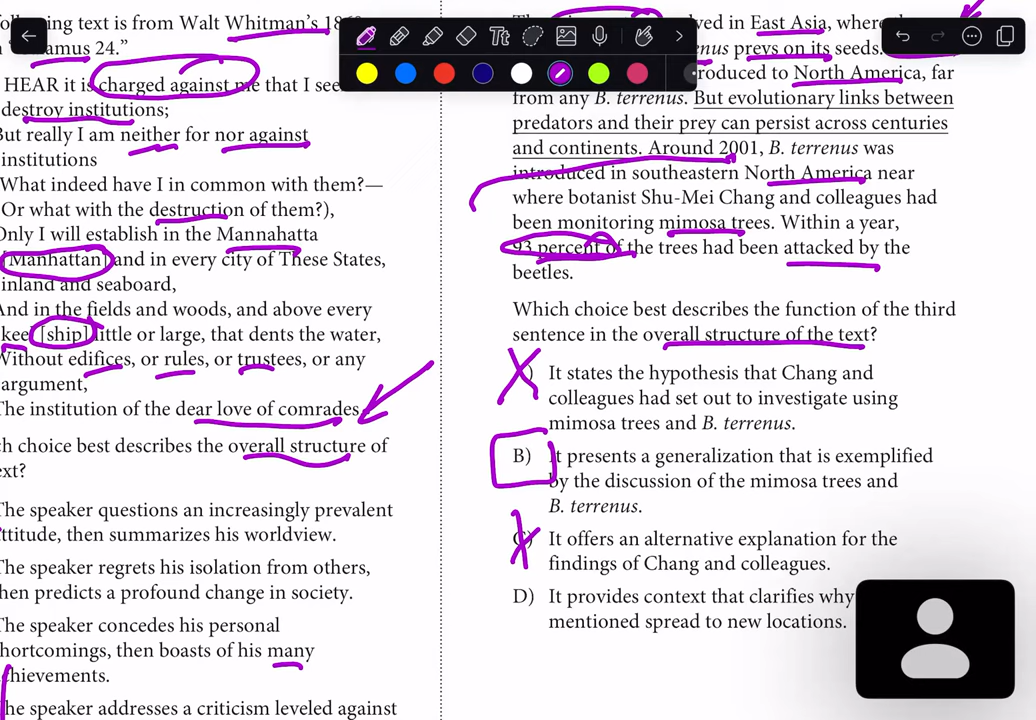 ollowing text is from Walt Whitman's
amus 24."
HEAR it is charged against me that I see
destroy institutions;
But really I am neither for nor against
institutions
What indeed have I in common with them?—
Or what with the destruction of them?),
Only I will establish in the Mannahatta
[Manhattan] and in every city of These States,
inland and seaboard,
And in the fields and woods, and above every
keel [ship] little or large, that dents the water,
Without edifices, or rules, or trustees, or any
argument,
The institution of the dear love of comrades.
ch choice best describes the overall structure of
ext?
The speaker questions an increasingly prevalent
attitude, then summarizes his worldview.
The speaker regrets his isolation from others,
then predicts a profound change in society.
The speaker concedes his personal
shortcomings, then boasts of his many
achievements.
The speaker addresses a criticism leveled against
Tt
lved in East Asia, where
enus preys on its seeds.
roduced to North America, far
from any B. terrenus. But evolutionary links between
predators and their prey can persist across centuries
and continents. Around 2001, B. terrenus was
introduced in southeastern North America near
where botanist Shu-Mei Chang and colleagues had
been monitoring mimosa trees. Within a year,
93 percent of the trees had been attacked by the
beetles.
Which choice best describes the function of the third
sentence in the overall structure of the text?
It states the hypothesis that Chang and
colleagues had set out to investigate using
mimosa trees and B. terrenus.
B) It presents a generalization that is exemplified
by the discussion of the mimosa trees and
B. terrenus.
C) It offers an alternative explanation for the
findings of Chang and colleagues.
D) It provides context that clarifies why
mentioned spread to new locations.